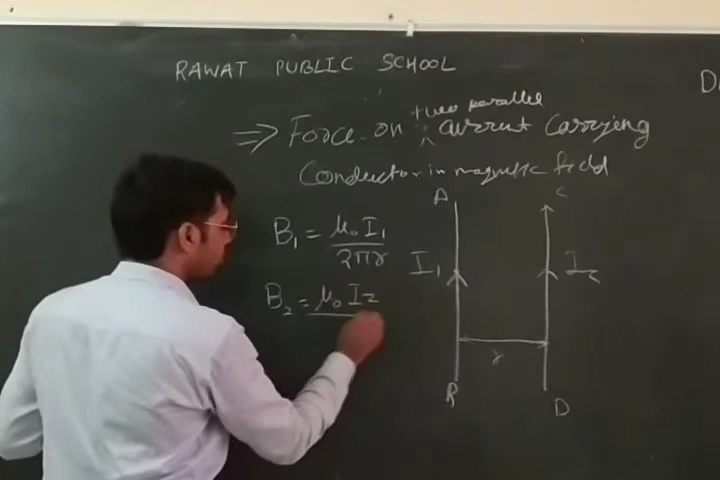 RAWAT PUBLIC SCHOOL
D
two parallel
⇒ Force on ^ current Carrying
Conductor in magnetic field
A C
B₁ = μ₀ I₁
2πr
I₁ I₂
B₂ = μ₀ I₂
r
B D